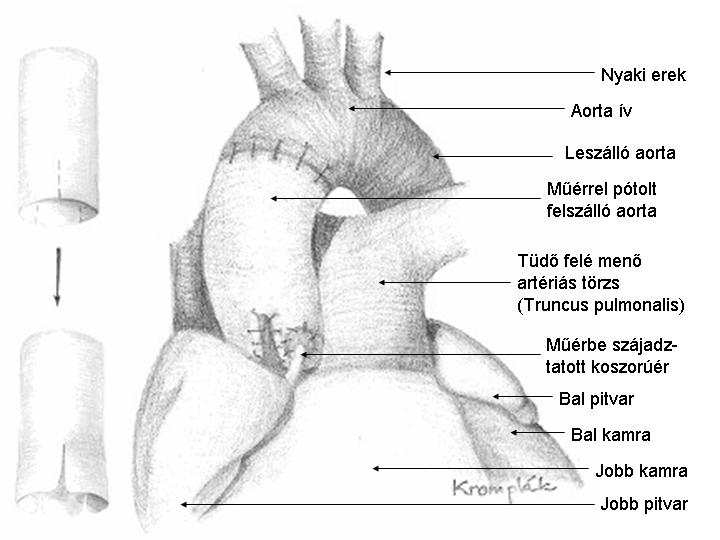 Nyaki erek
Aorta ív
Leszálló aorta
Műérrel pótolt
felszálló aorta
Tüdő felé menő
artériás törzs
(Truncus pulmonalis)
Műérbe szájadz-
tatott koszorúér
Bal pitvar
Bal kamra
Jobb kamra
Kromplák
Jobb pitvar